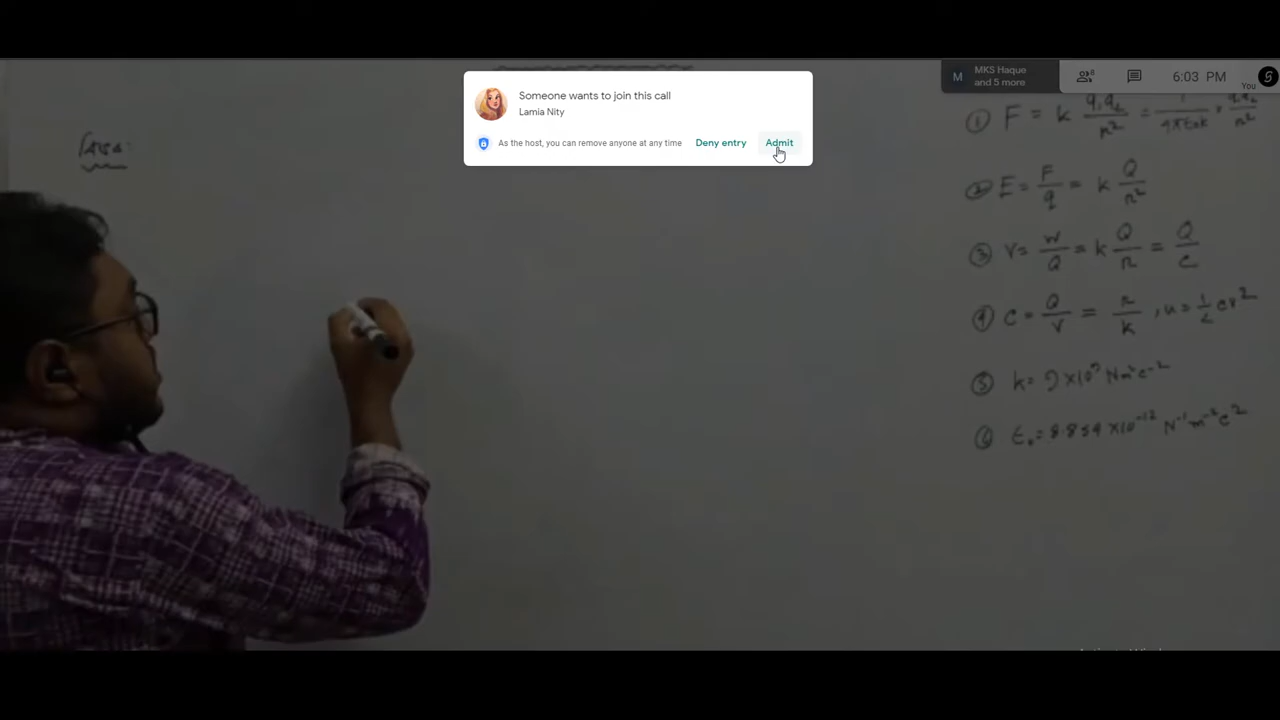 Someone wants to join this call
Lamia Nity
As the host, you can remove anyone at any time Deny entry Admit
MKS Haque
and 5 more
M
8
6:03 PM
You
① F = k q₁q₂/r² = 1/4πε₀k × q₁q₂/r²
② E = F/q = k Q/r²
③ V = W/Q = k Q/r = Q/C
④ C = Q/V = r/k , u = 1/2 CV²
⑤ k = 9×10⁹ Nm²C⁻²
⑥ ε₀ = 8.854×10⁻¹² N⁻¹m⁻²C²